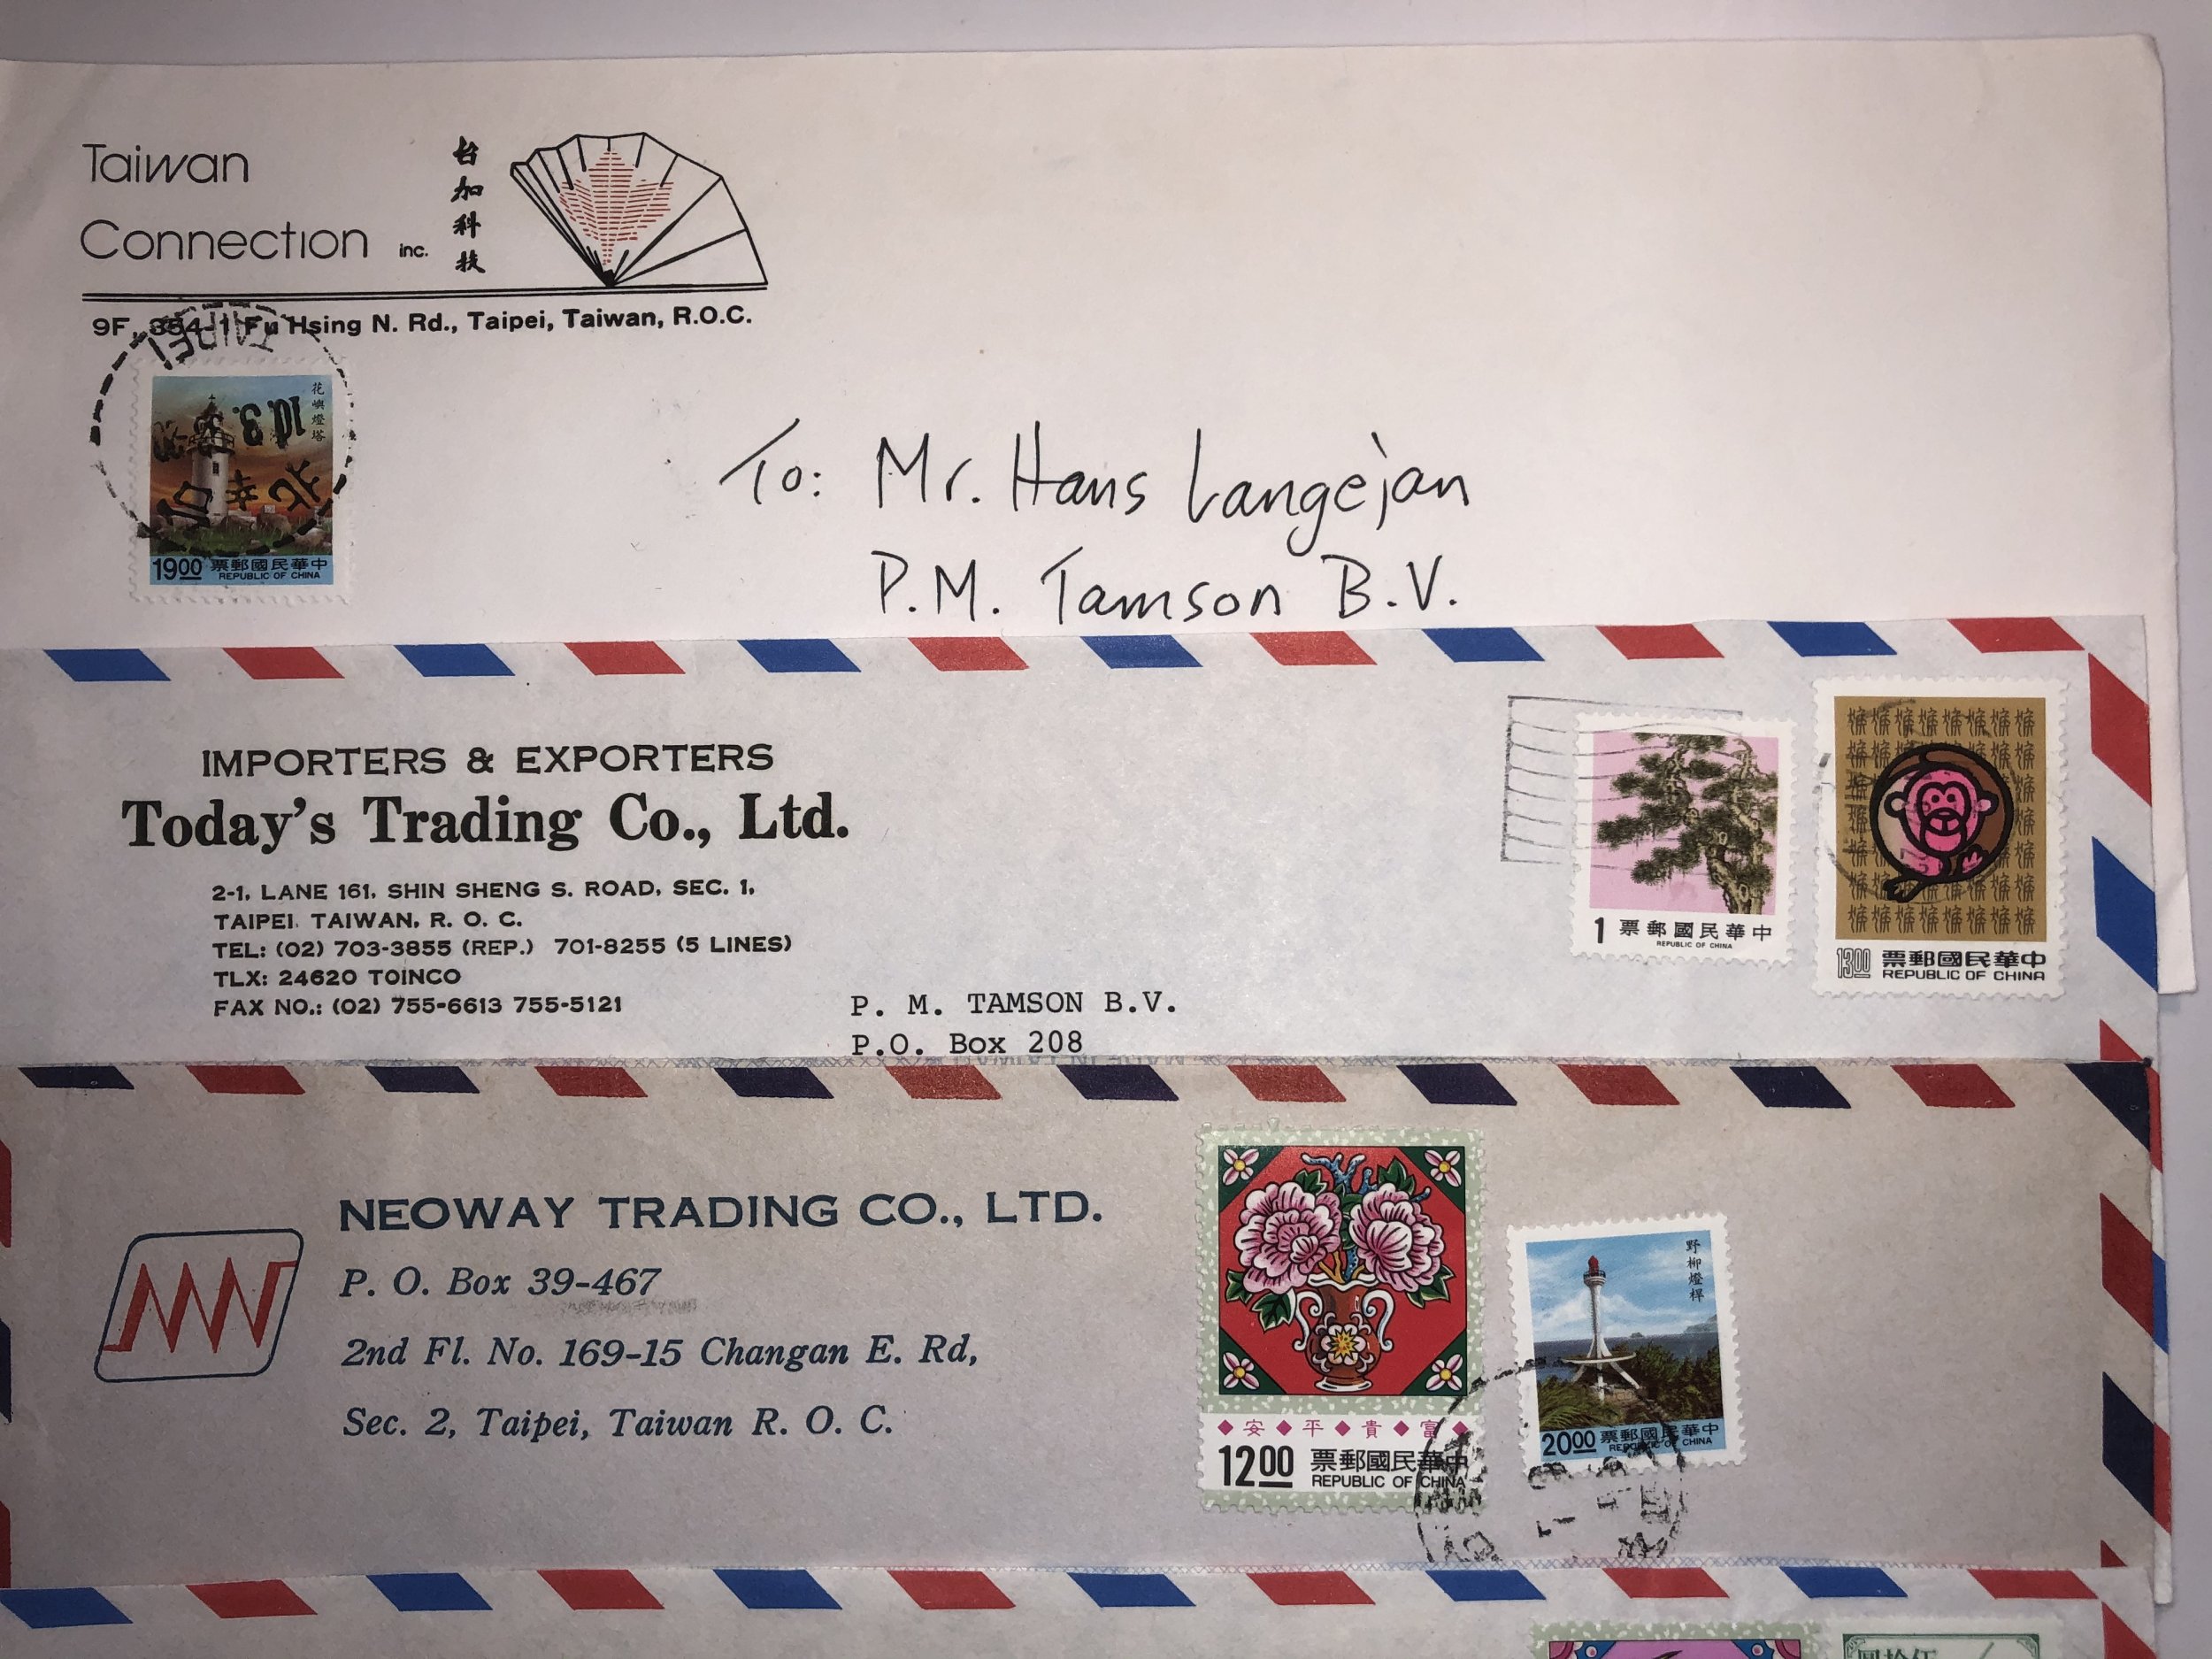 Taiwan
Connection inc.
台加科技
9F, 354-1 Fu Hsing N. Rd., Taipei, Taiwan, R.O.C.
TAIPEI
花嶼燈塔
10.3.
台北
19.00 票郵國民華中
REPUBLIC OF CHINA
To: Mr. Hans Langejan
P.M. Tamson B.V.
IMPORTERS & EXPORTERS
Today's Trading Co., Ltd.
2-1, LANE 161, SHIN SHENG S. ROAD, SEC. 1,
TAIPEI, TAIWAN, R. O. C.
TEL: (02) 703-3855 (REP.) 701-8255 (5 LINES)
TLX: 24620 TOINCO
FAX NO.: (02) 755-6613 755-5121
1 票郵國民華中
REPUBLIC OF CHINA
13.00 票郵國民華中
REPUBLIC OF CHINA
P. M. TAMSON B.V.
P.O. Box 208
NEOWAY TRADING CO., LTD.
P. O. Box 39-467
2nd Fl. No. 169-15 Changan E. Rd,
Sec. 2, Taipei, Taiwan R. O. C.
安平貴富
12.00 票郵國民華中
REPUBLIC OF CHINA
野柳燈桿
20.00 票郵國民華中
REPUBLIC OF CHINA